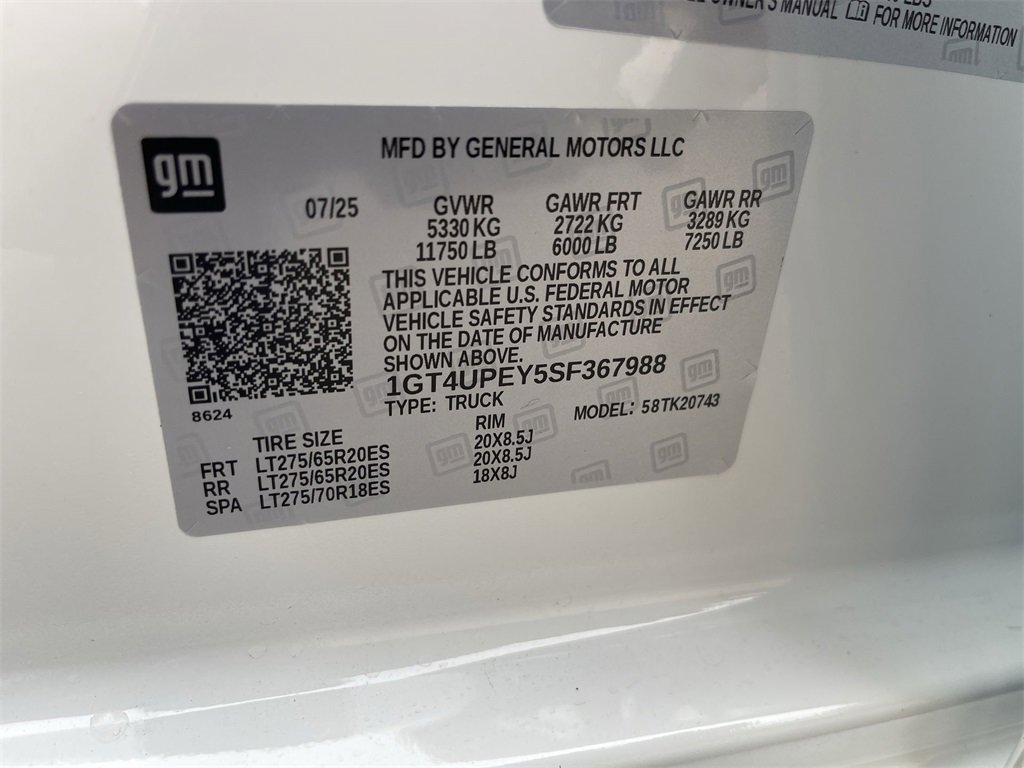 OWNER'S MANUAL FOR MORE INFORMATION
gm
MFD BY GENERAL MOTORS LLC
07/25 GVWR GAWR FRT GAWR RR
5330 KG 2722 KG 3289 KG
11750 LB 6000 LB 7250 LB
THIS VEHICLE CONFORMS TO ALL
APPLICABLE U.S. FEDERAL MOTOR
VEHICLE SAFETY STANDARDS IN EFFECT
ON THE DATE OF MANUFACTURE
SHOWN ABOVE.
1GT4UPEY5SF367988
8624
TYPE: TRUCK MODEL: 58TK20743
TIRE SIZE RIM
FRT LT275/65R20ES 20X8.5J
RR LT275/65R20ES 20X8.5J
SPA LT275/70R18ES 18X8J